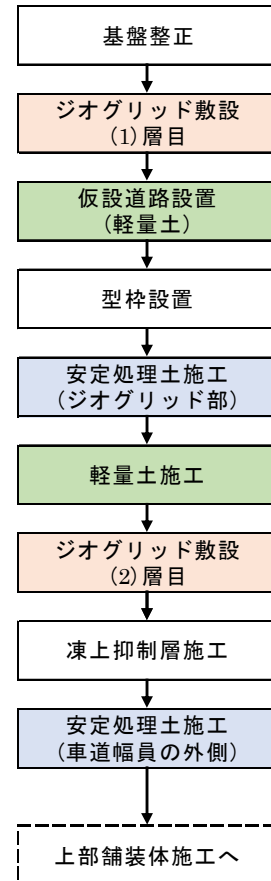 基盤整正
ジオグリッド敷設
(1)層目
仮設道路設置
(軽量土)
型枠設置
安定処理土施工
(ジオグリッド部)
軽量土施工
ジオグリッド敷設
(2)層目
凍上抑制層施工
安定処理土施工
(車道幅員の外側)
上部舗装体施工へ